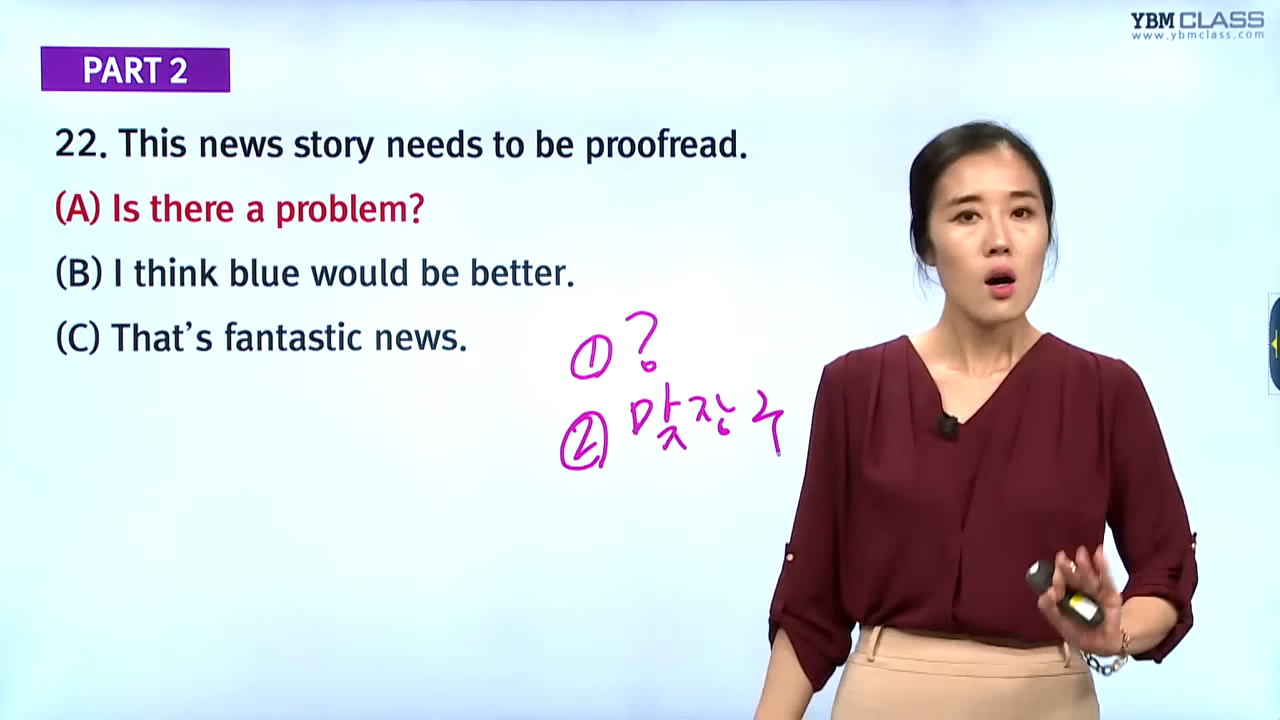 YBM CLASS
www.ybmclass.com
PART 2
22. This news story needs to be proofread.
(A) Is there a problem?
(B) I think blue would be better.
(C) That's fantastic news.
① ?
② 맞장구